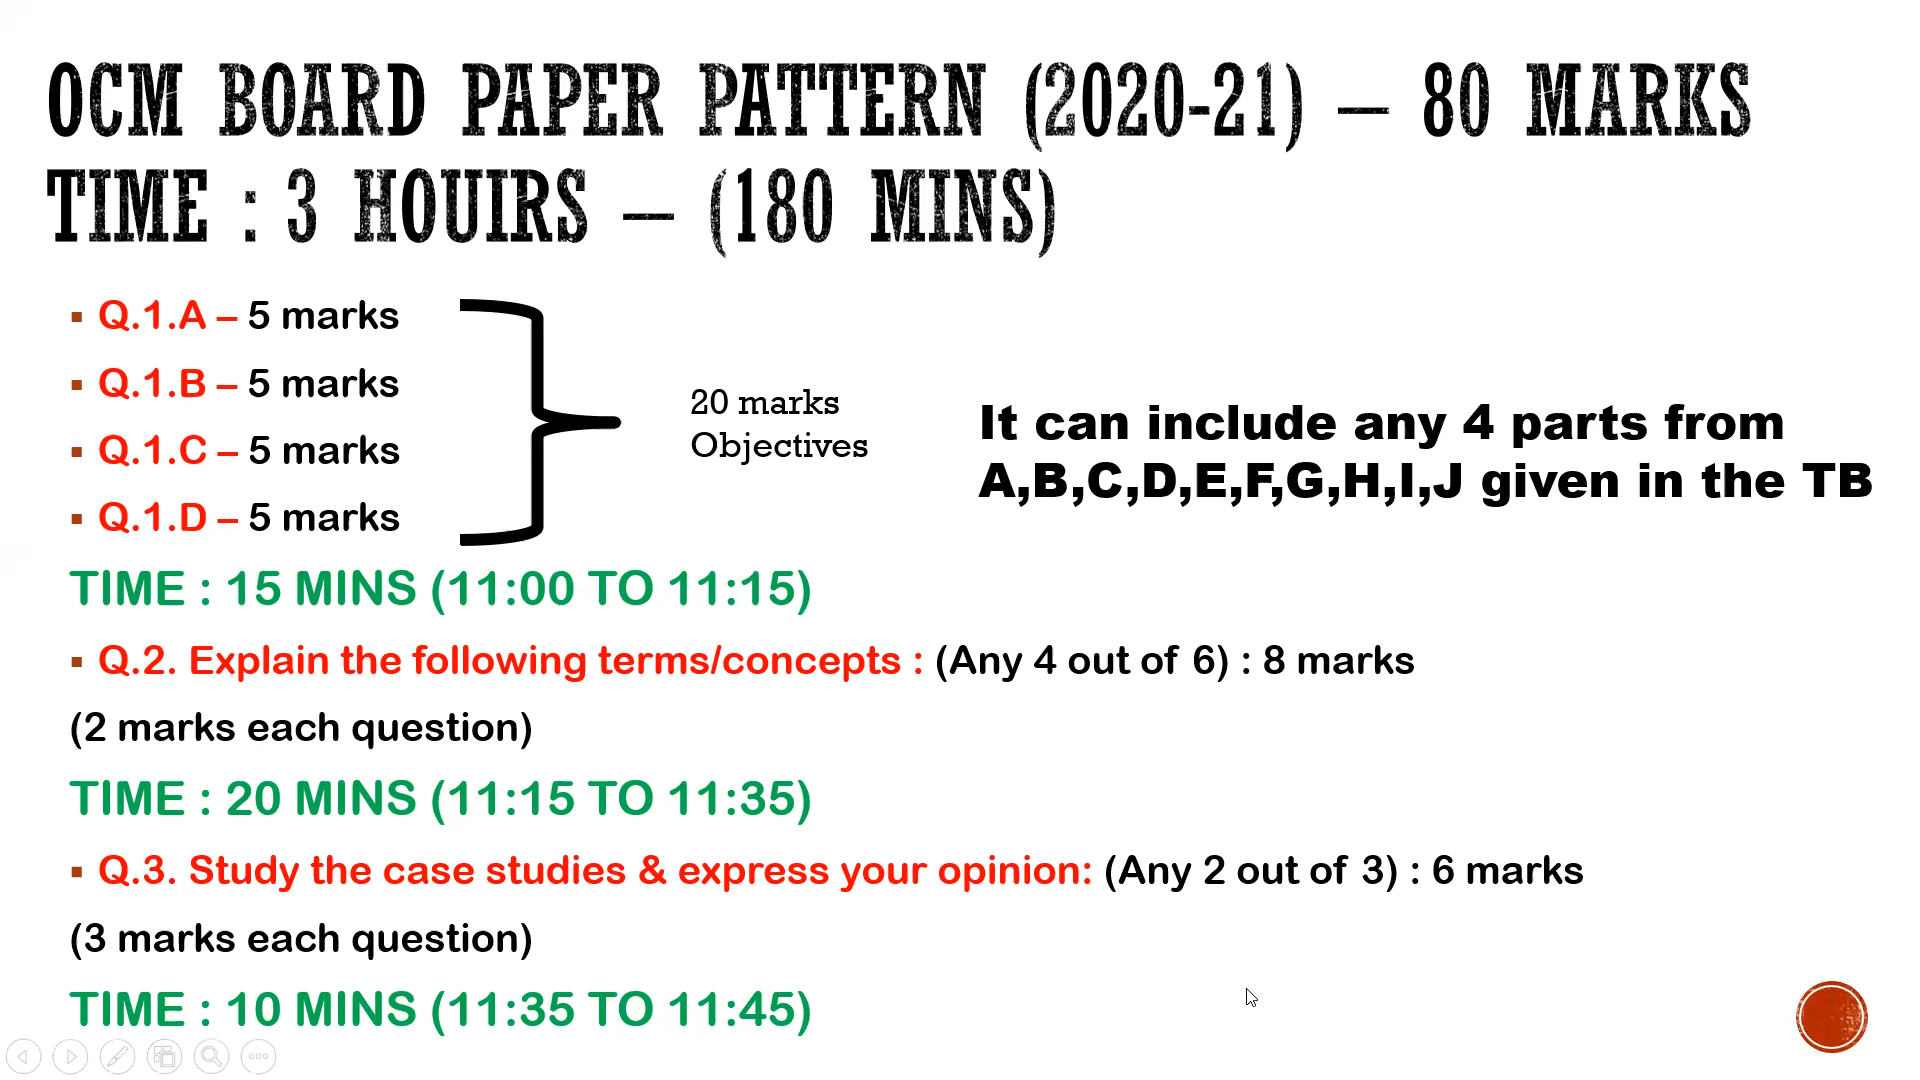 OCM BOARD PAPER PATTERN (2020-21) – 80 MARKS
TIME : 3 HOUIRS – (180 MINS)
▪ Q.1.A – 5 marks
▪ Q.1.B – 5 marks
▪ Q.1.C – 5 marks
▪ Q.1.D – 5 marks
20 marks
Objectives
It can include any 4 parts from
A,B,C,D,E,F,G,H,I,J given in the TB
TIME : 15 MINS (11:00 TO 11:15)
▪ Q.2. Explain the following terms/concepts : (Any 4 out of 6) : 8 marks
(2 marks each question)
TIME : 20 MINS (11:15 TO 11:35)
▪ Q.3. Study the case studies & express your opinion: (Any 2 out of 3) : 6 marks
(3 marks each question)
TIME : 10 MINS (11:35 TO 11:45)